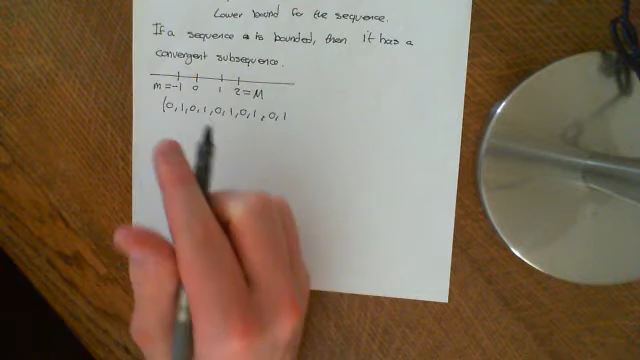 Lower bound for the sequence.
If a sequence a is bounded, then it has a
convergent subsequence.
m=-1 0 1 2=M
(0,1,0,1,0,1,0,1,0,1